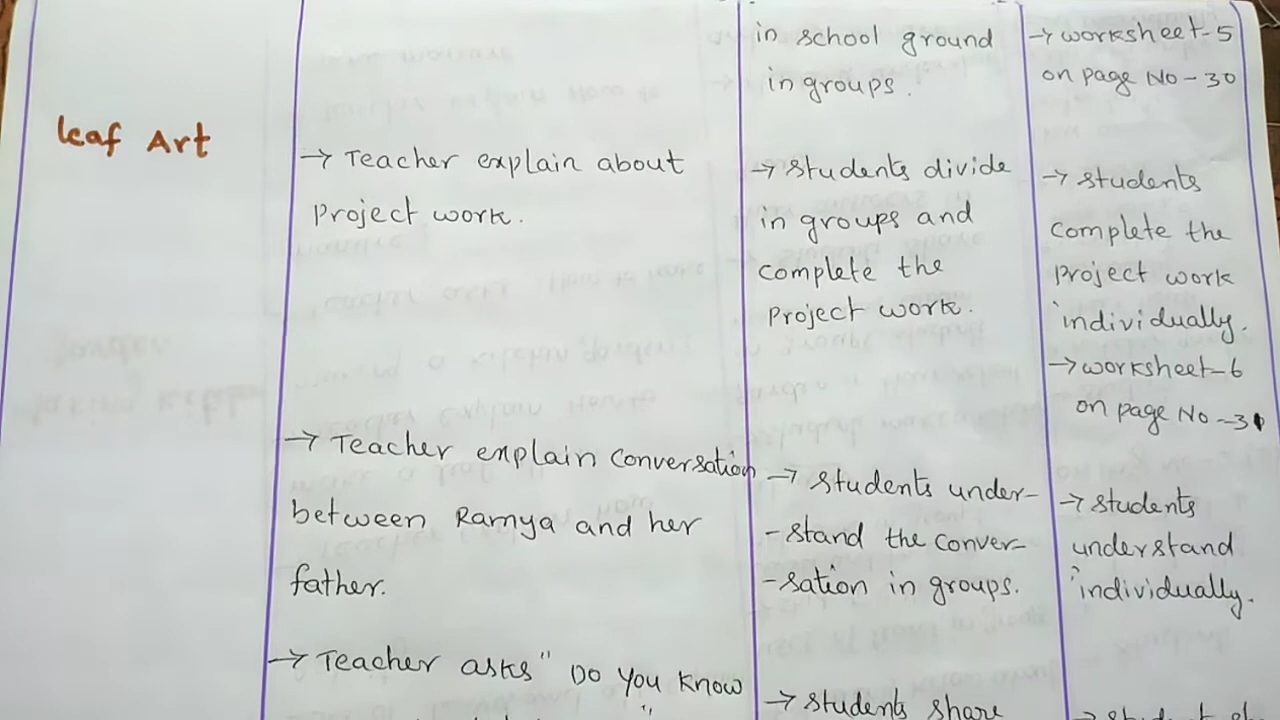 Leaf Art
→ Teacher explain about
Project work.
→ Teacher explain conversation
between Ramya and her
father.
→ Teacher asks "Do you know
"
in school ground
in groups.
→ students divide
in groups and
complete the
Project work.
→ students under-
-stand the conver-
-sation in groups.
→ students share
→ worksheet-5
on page No-30
→ students
complete the
Project work
individually.
→ worksheet-6
on page No-31
→ students
understand
individually.